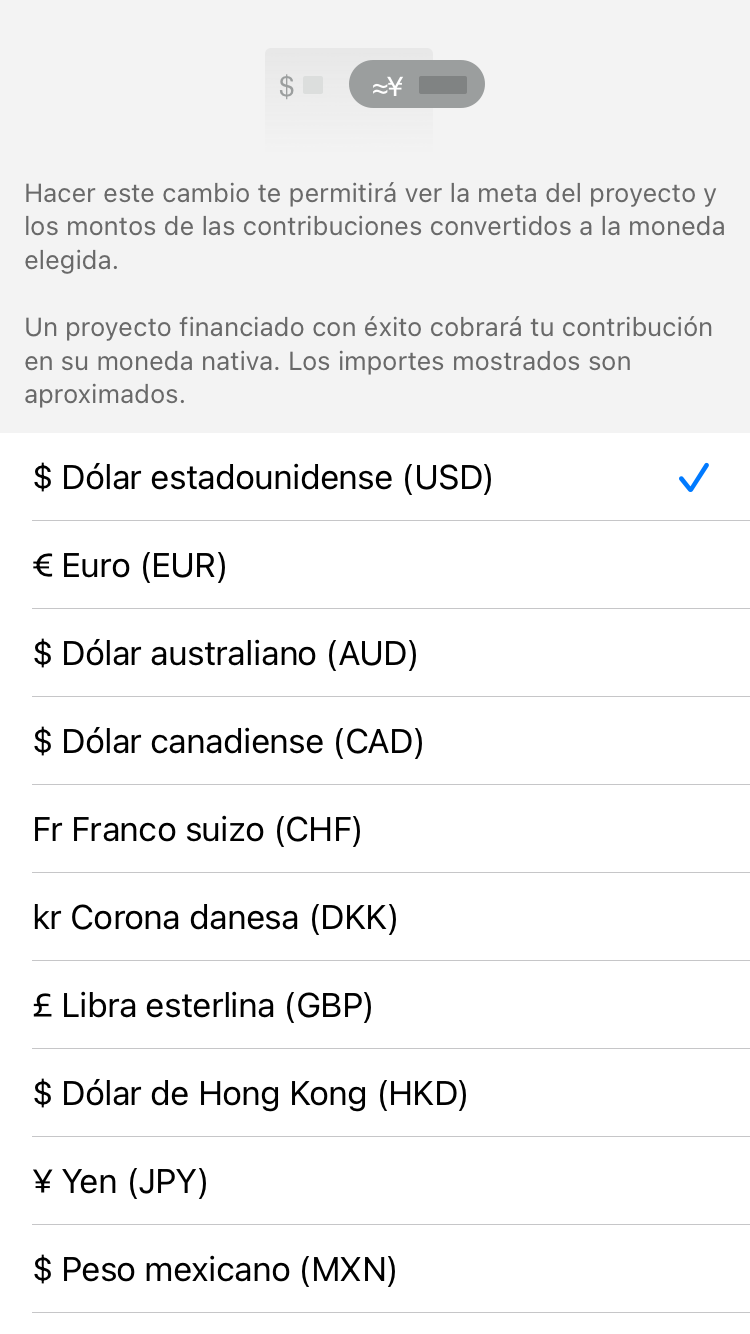 $ ≈¥
Hacer este cambio te permitirá ver la meta del proyecto y
los montos de las contribuciones convertidos a la moneda
elegida.
Un proyecto financiado con éxito cobrará tu contribución
en su moneda nativa. Los importes mostrados son
aproximados.
$ Dólar estadounidense (USD)
€ Euro (EUR)
$ Dólar australiano (AUD)
$ Dólar canadiense (CAD)
Fr Franco suizo (CHF)
kr Corona danesa (DKK)
£ Libra esterlina (GBP)
$ Dólar de Hong Kong (HKD)
¥ Yen (JPY)
$ Peso mexicano (MXN)